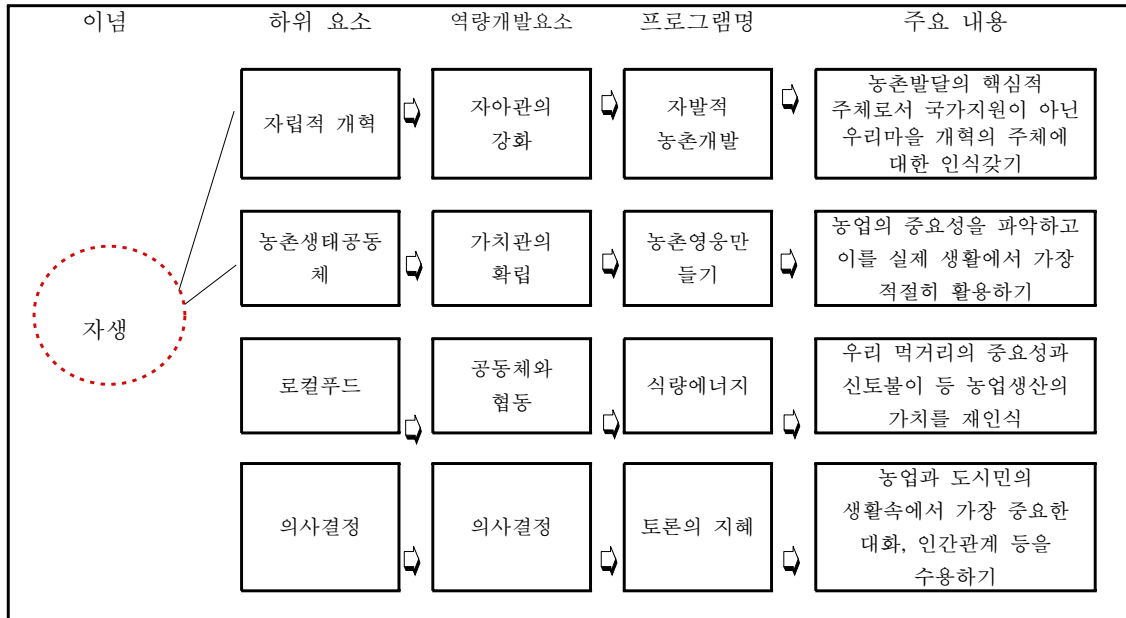 이념
하위 요소
역량개발요소
프로그램명
주요 내용
자생
자립적 개혁
자아관의
강화
자발적
농촌개발
농촌발달의 핵심적
주체로서 국가지원이 아닌
우리마을 개혁의 주체에
대한 인식갖기
농촌생태공동
체
가치관의
확립
농촌영웅만
들기
농업의 중요성을 파악하고
이를 실제 생활에서 가장
적절히 활용하기
로컬푸드
공동체와
협동
식량에너지
우리 먹거리의 중요성과
신토불이 등 농업생산의
가치를 재인식
의사결정
의사결정
토론의 지혜
농업과 도시민의
생활속에서 가장 중요한
대화, 인간관계 등을
수용하기